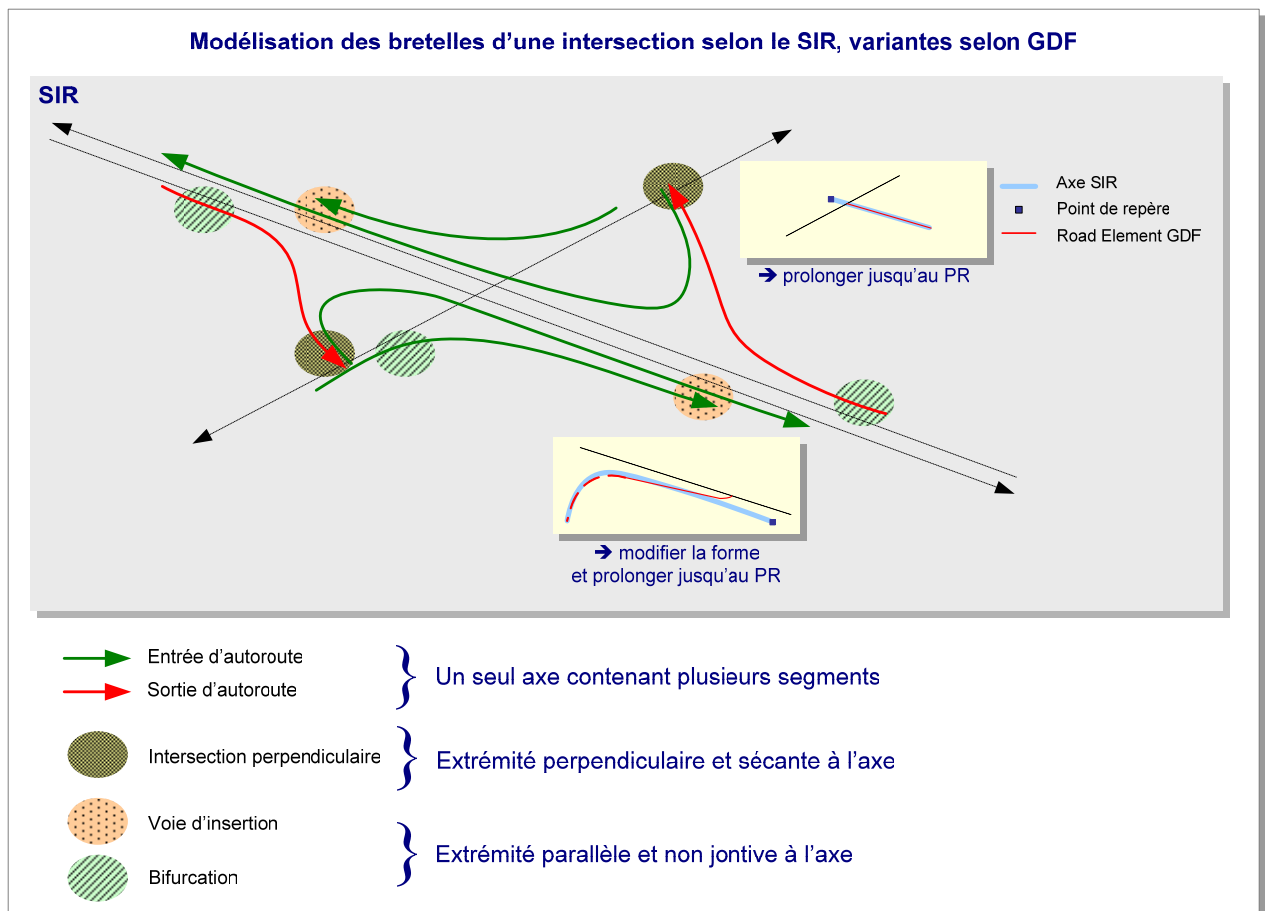 Modélisation des bretelles d'une intersection selon le SIR, variantes selon GDF
SIR
Axe SIR
Point de repère
Road Element GDF
➔ prolonger jusqu'au PR
➔ modifier la forme
et prolonger jusqu'au PR
Entrée d'autoroute
Sortie d'autoroute
Un seul axe contenant plusieurs segments
Intersection perpendiculaire
Extrémité perpendiculaire et sécante à l'axe
Voie d'insertion
Bifurcation
Extrémité parallèle et non jontive à l'axe